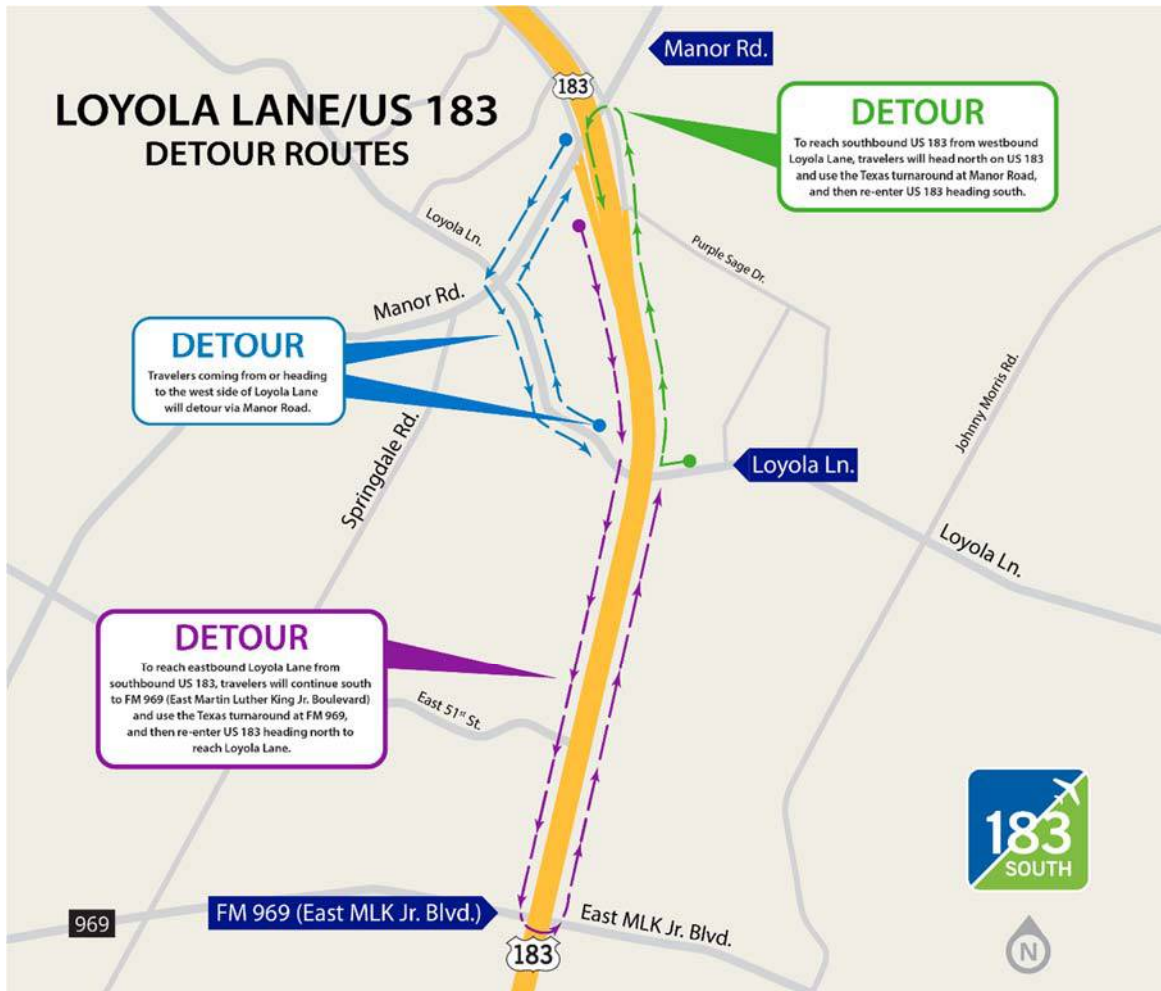 Manor Rd.
183
LOYOLA LANE/US 183
DETOUR ROUTES
DETOUR
To reach southbound US 183 from westbound
Loyola Lane, travelers will head north on US 183
and use the Texas turnaround at Manor Road,
and then re-enter US 183 heading south.
Loyola Ln.
Purple Sage Dr.
Manor Rd.
DETOUR
Travelers coming from or heading
to the west side of Loyola Lane
will detour via Manor Road.
Springdale Rd.
Johnny Morris Rd.
Loyola Ln.
Loyola Ln.
DETOUR
To reach eastbound Loyola Lane from
southbound US 183, travelers will continue south
to FM 969 (East Martin Luther King Jr. Boulevard)
and use the Texas turnaround at FM 969,
and then re-enter US 183 heading north to
reach Loyola Lane.
East 51st St.
183
SOUTH
969
FM 969 (East MLK Jr. Blvd.)
East MLK Jr. Blvd.
183
N